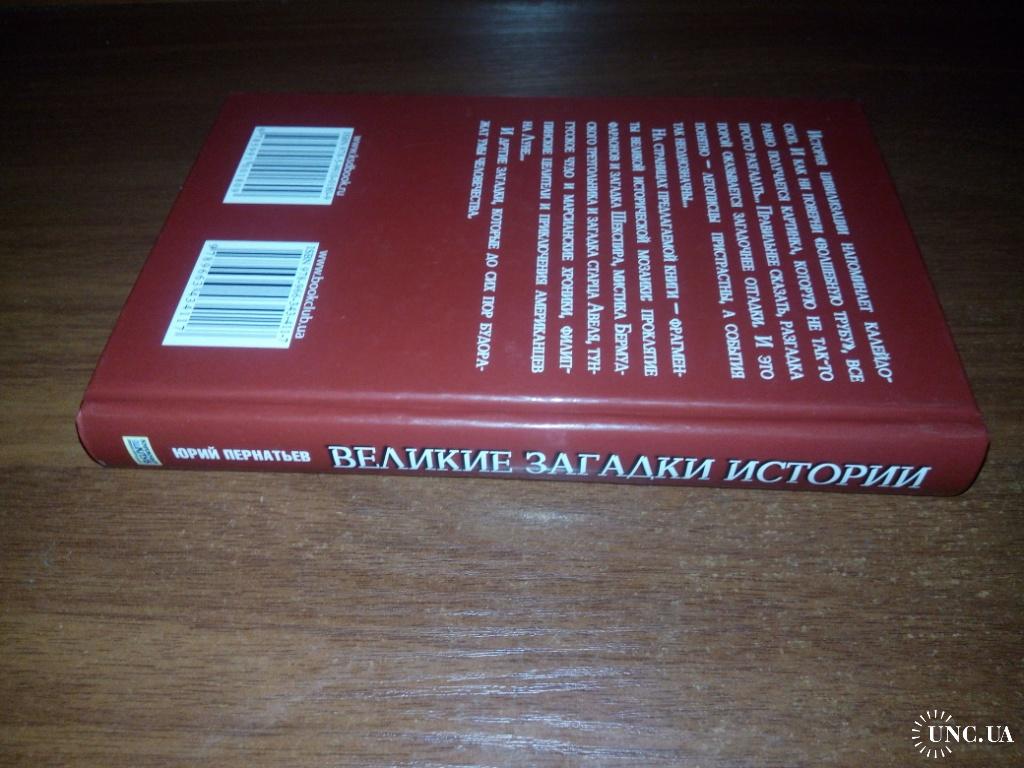 История цивилизации напоминает калейдо-
скоп. И как ни поверни «волшебную трубу», все
равно получается картинка, которую не так-то
просто разгадать. Правильнее сказать, разгадка
порой оказывается загадочнее отгадки. И это
понятно — летописцы пристрастны, а события
так неоднозначны...
На страницах предлагаемой книги — фрагмен-
ты великой исторической мозаики: проклятие
фараонов и загадка Шекспира, мистика Бермуд-
ского треугольника и загадка старца Авеля, тун-
гусское чудо и марсианские хроники, филип-
пинские целители и приключения американцев
на Луне...
И другие загадки, которые до сих пор будора-
жат умы человечества.
www.bookclub.ua
www.ksdbook.ru
ЮРИЙ ПЕРНАТЬЕВ ВЕЛИКИЕ ЗАГАДКИ ИСТОРИИ
UNC.UA